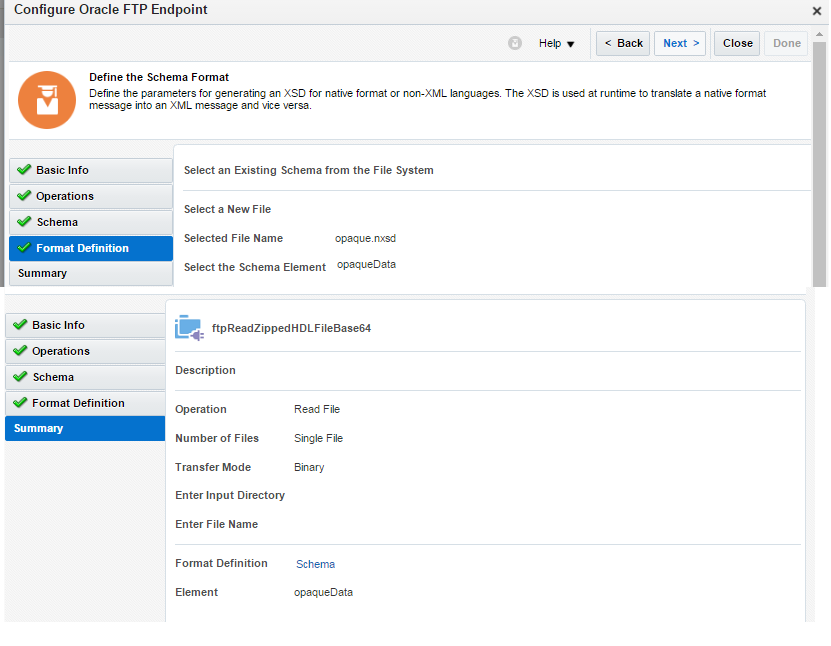 Configure Oracle FTP Endpoint
Help
< Back
Next >
Close
Done
Define the Schema Format
Define the parameters for generating an XSD for native format or non-XML languages. The XSD is used at runtime to translate a native format
message into an XML message and vice versa.
Basic Info
Operations
Schema
Format Definition
Summary
Select an Existing Schema from the File System
Select a New File
Selected File Name opaque.nxsd
Select the Schema Element opaqueData
Basic Info
Operations
Schema
Format Definition
Summary
ftpReadZippedHDLFileBase64
Description
Operation Read File
Number of Files Single File
Transfer Mode Binary
Enter Input Directory
Enter File Name
Format Definition Schema
Element opaqueData